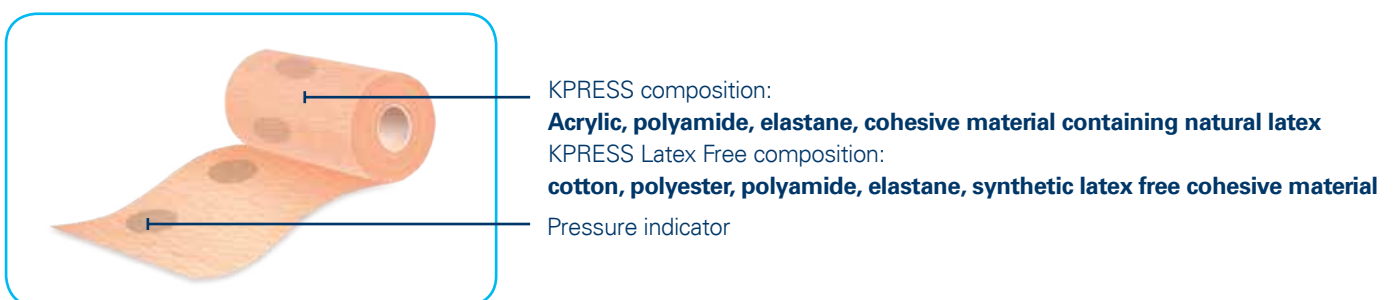 KPRESS composition:
Acrylic, polyamide, elastane, cohesive material containing natural latex
KPRESS Latex Free composition:
cotton, polyester, polyamide, elastane, synthetic latex free cohesive material
Pressure indicator